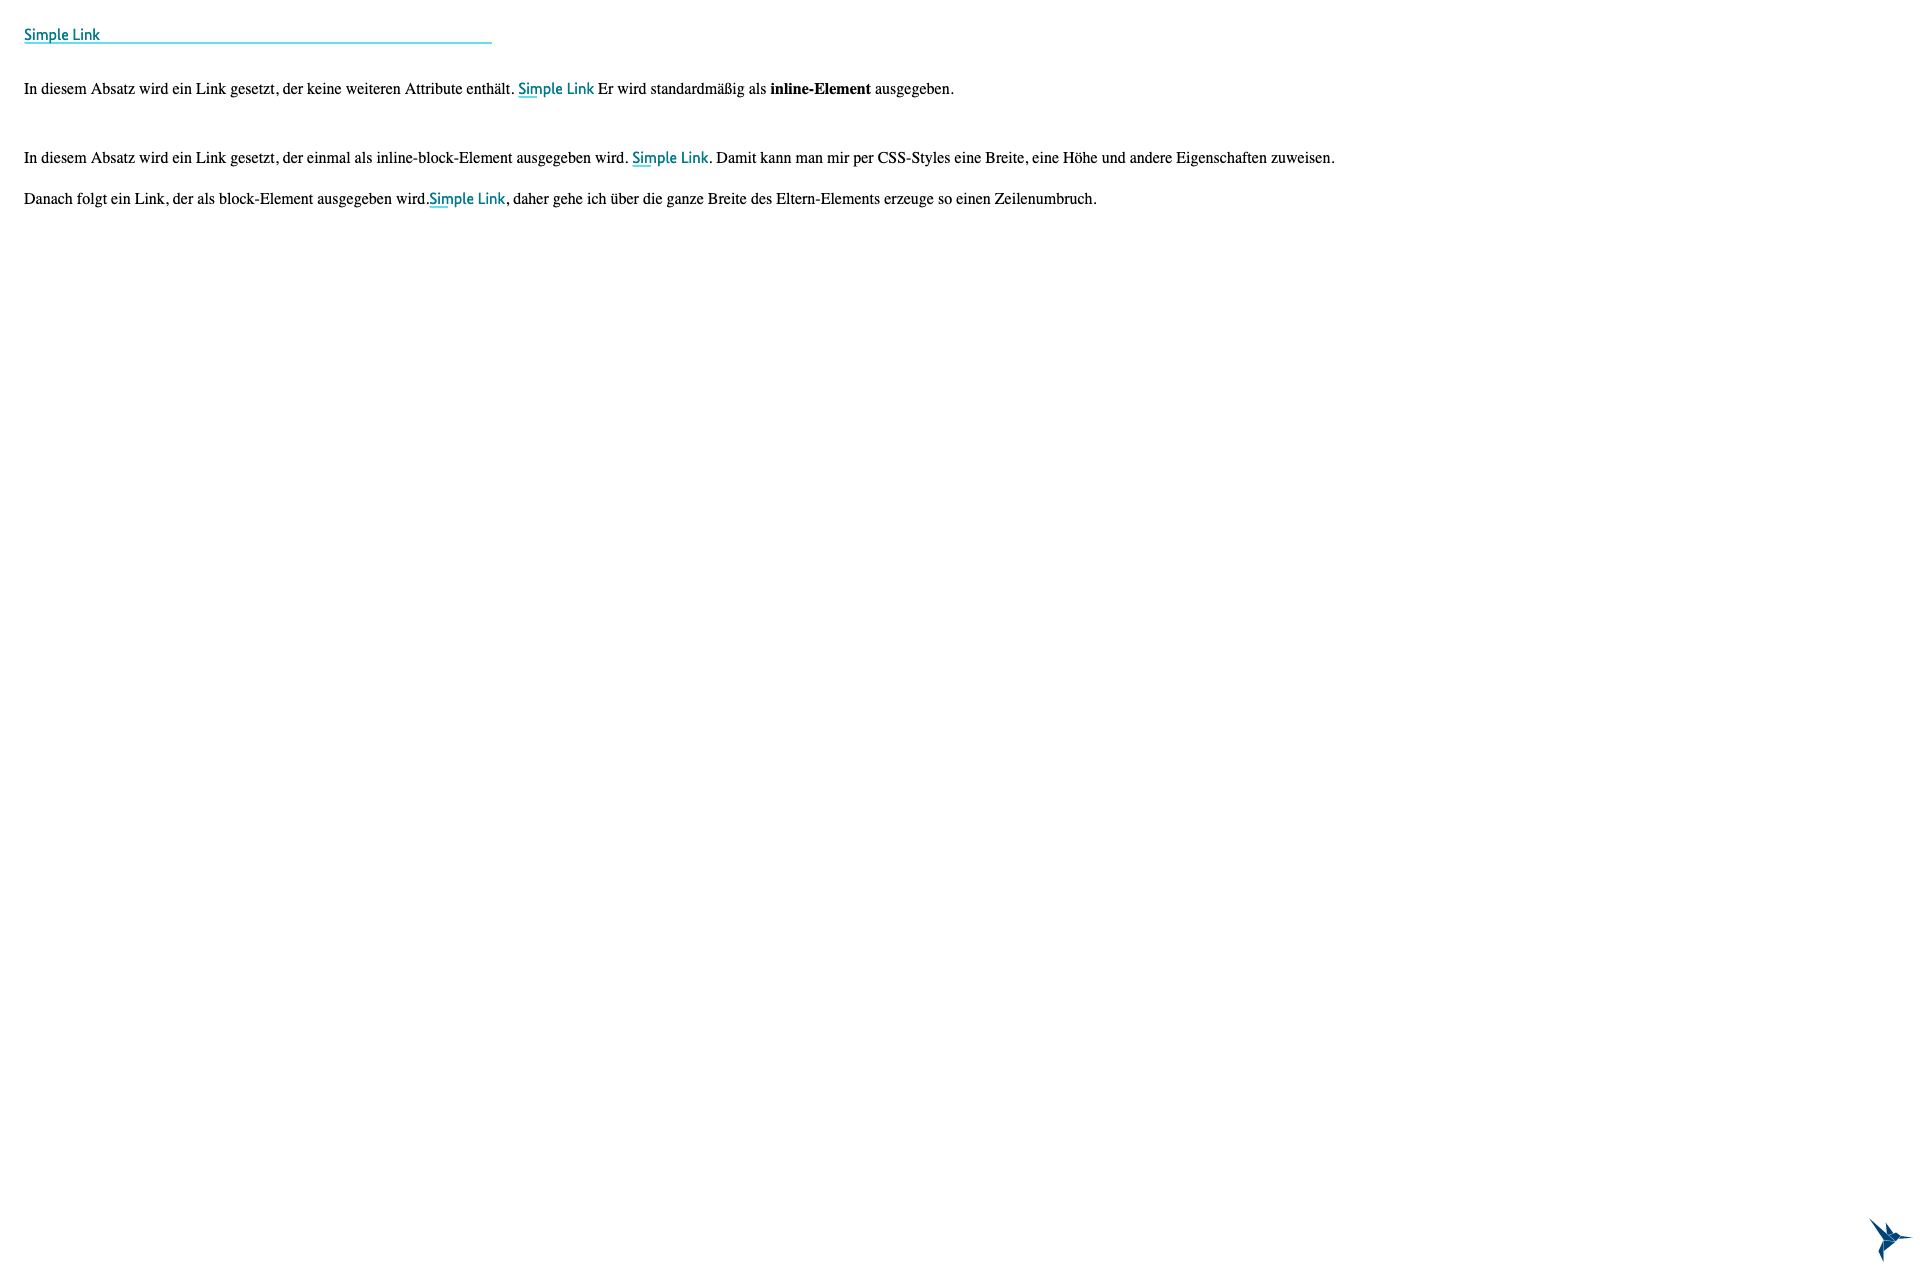 Simple Link
In diesem Absatz wird ein Link gesetzt, der keine weiteren Attribute enthält. Simple Link Er wird standardmäßig als inline-Element ausgegeben.
In diesem Absatz wird ein Link gesetzt, der einmal als inline-block-Element ausgegeben wird. Simple Link. Damit kann man mir per CSS-Styles eine Breite, eine Höhe und andere Eigenschaften zuweisen.
Danach folgt ein Link, der als block-Element ausgegeben wird.Simple Link, daher gehe ich über die ganze Breite des Eltern-Elements erzeuge so einen Zeilenumbruch.